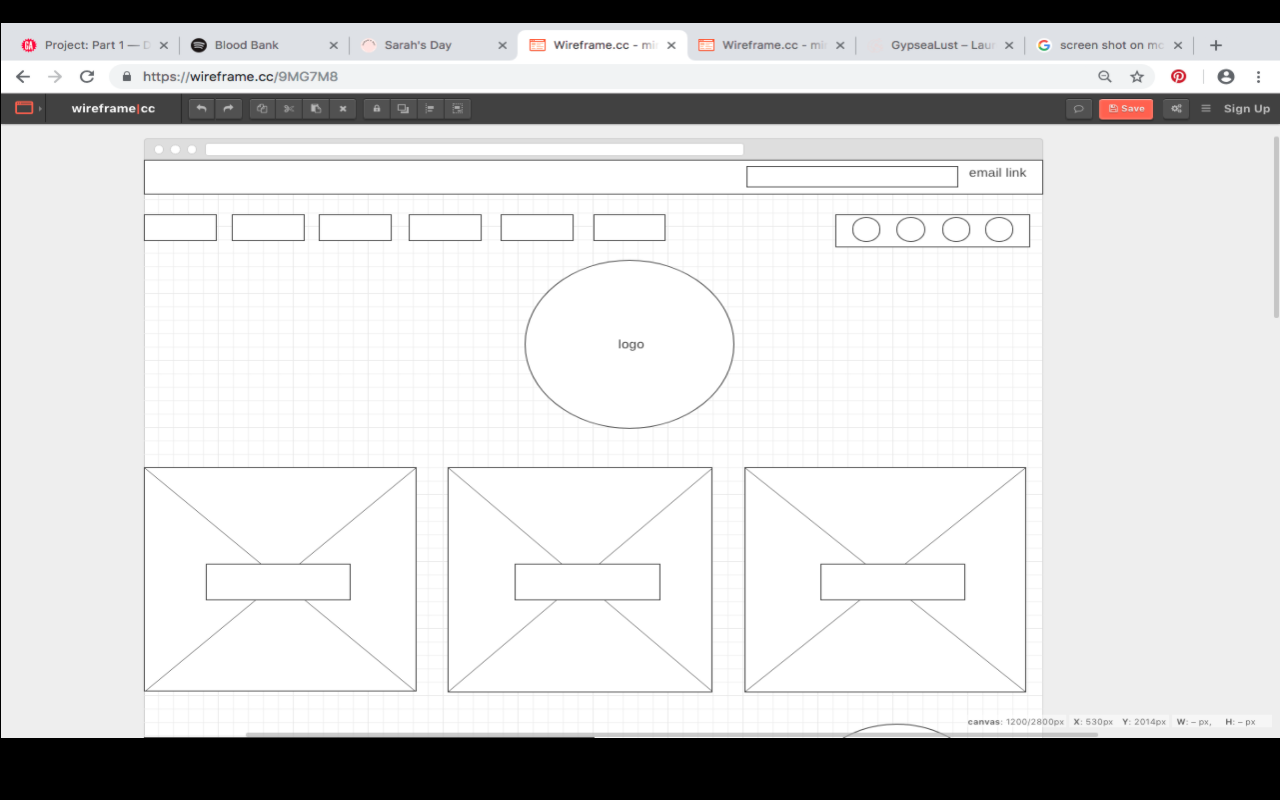 Project: Part 1 — D
Blood Bank
Sarah's Day
Wireframe.cc - mi
Wireframe.cc - mi
GypseaLust – Laur
screen shot on mc
https://wireframe.cc/9MG7M8
wireframe|cc
Save
Sign Up
email link
logo
canvas: 1200/2800px X: 530px Y: 2014px W: – px, H: – px